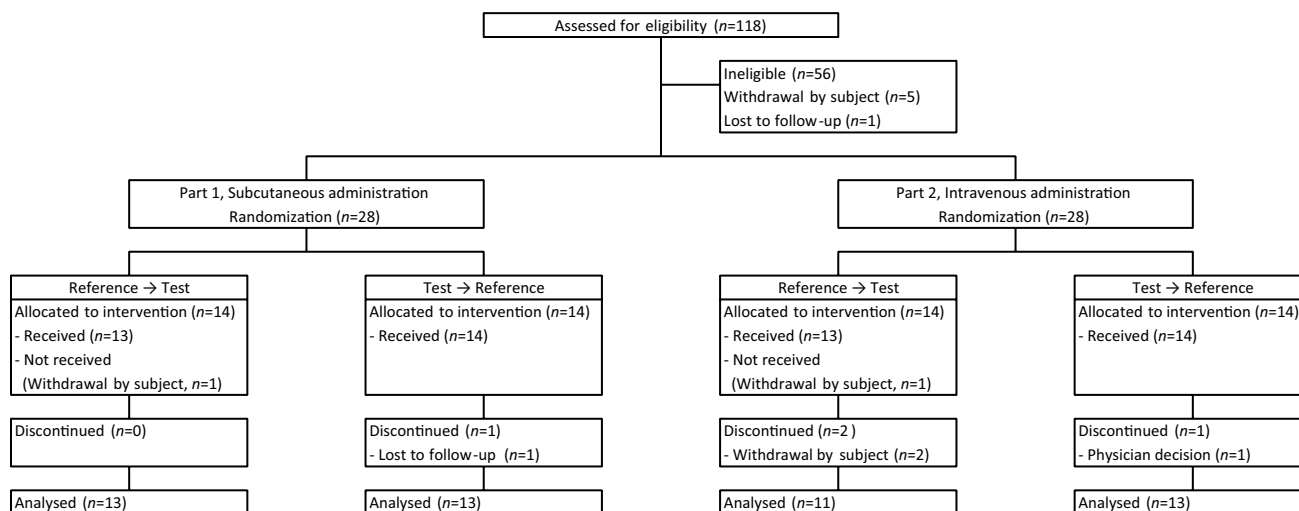 Assessed for eligibility (n=118)
Ineligible (n=56)
Withdrawal by subject (n=5)
Lost to follow-up (n=1)
Part 1, Subcutaneous administration
Randomization (n=28)
Part 2, Intravenous administration
Randomization (n=28)
Reference → Test
Allocated to intervention (n=14)
- Received (n=13)
- Not received
(Withdrawal by subject, n=1)
Test → Reference
Allocated to intervention (n=14)
- Received (n=14)
Reference → Test
Allocated to intervention (n=14)
- Received (n=13)
- Not received
(Withdrawal by subject, n=1)
Test → Reference
Allocated to intervention (n=14)
- Received (n=14)
Discontinued (n=0)
Discontinued (n=1)
- Lost to follow-up (n=1)
Discontinued (n=2 )
- Withdrawal by subject (n=2)
Discontinued (n=1)
- Physician decision (n=1)
Analysed (n=13)
Analysed (n=13)
Analysed (n=11)
Analysed (n=13)